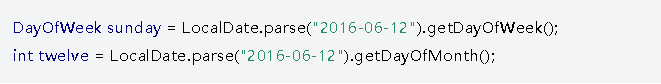 DayOfWeek sunday = LocalDate.parse("2016-06-12").getDayOfWeek();
int twelve = LocalDate.parse("2016-06-12").getDayOfMonth();